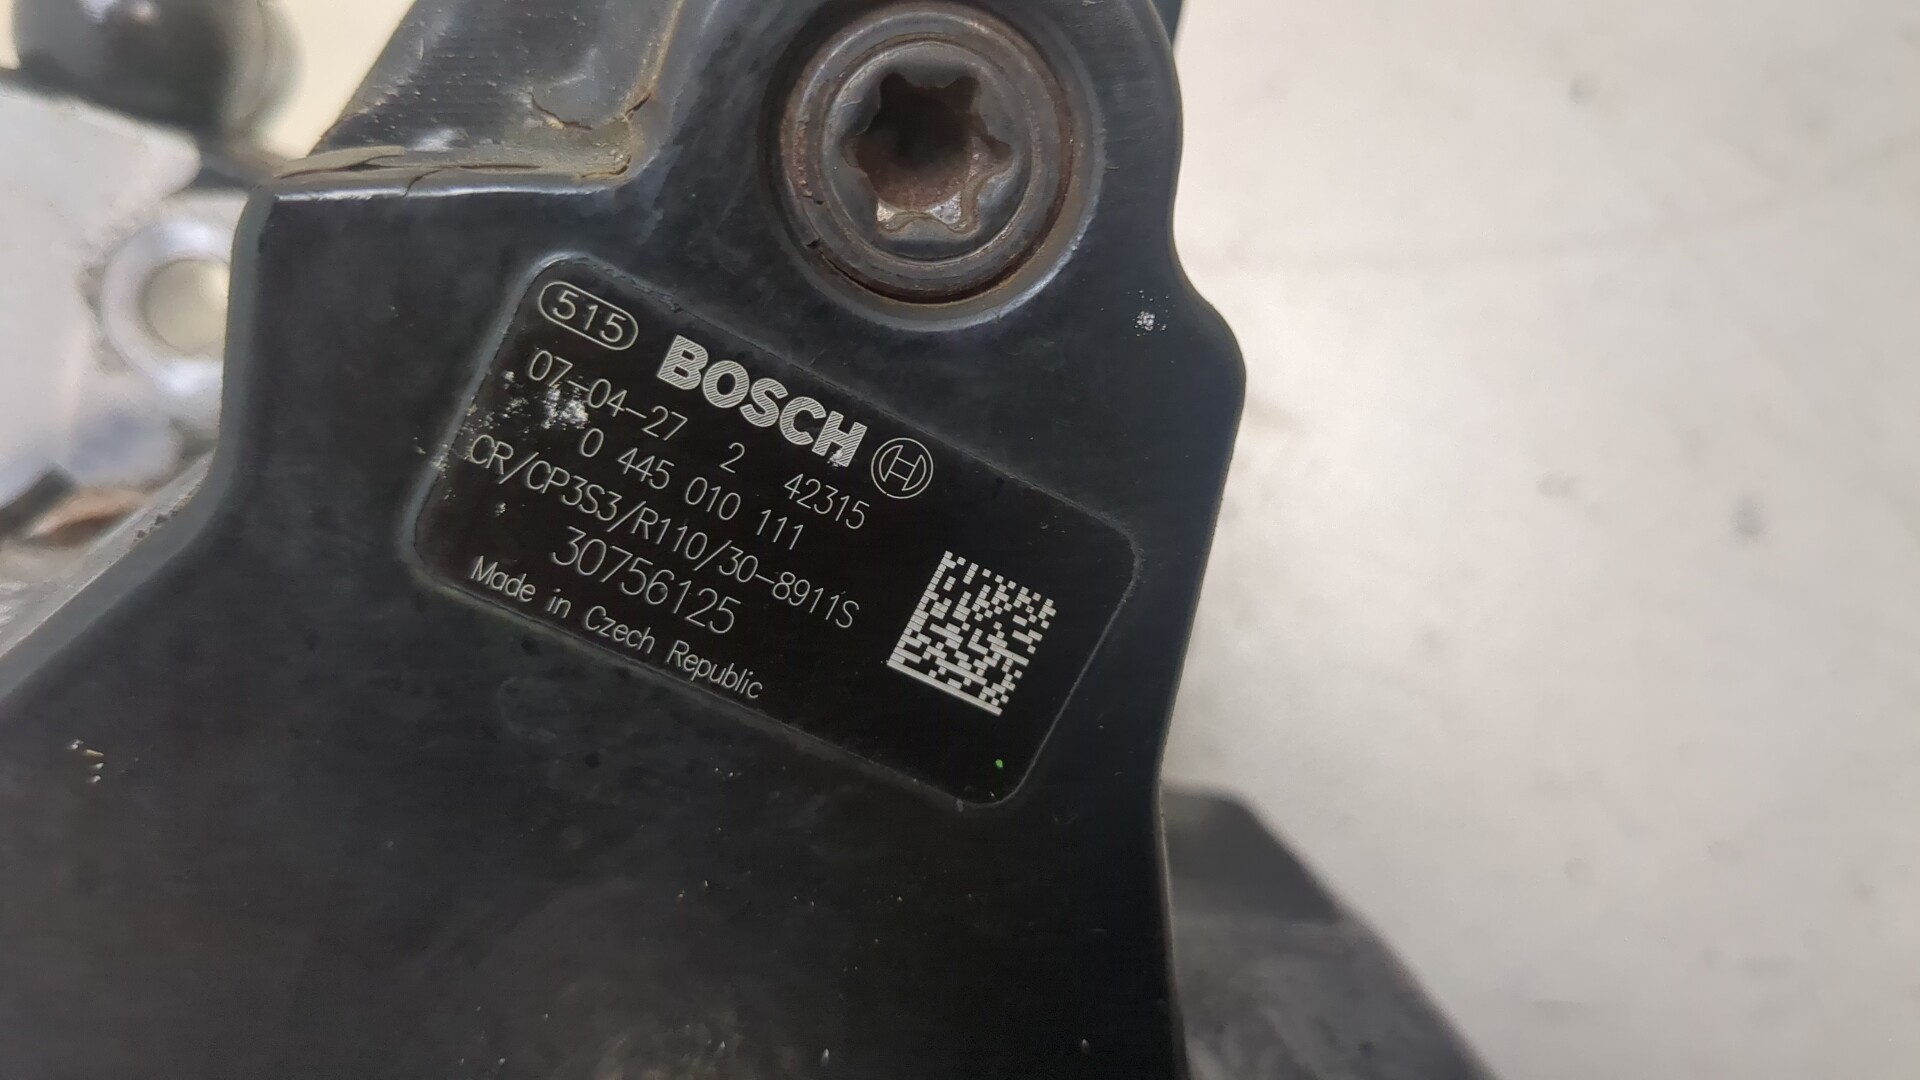 515 BOSCH
07-04-27 2 42315
0 445 010 111
CR/CP3S3/R110/30-8911S
30756125
Made in Czech Republic